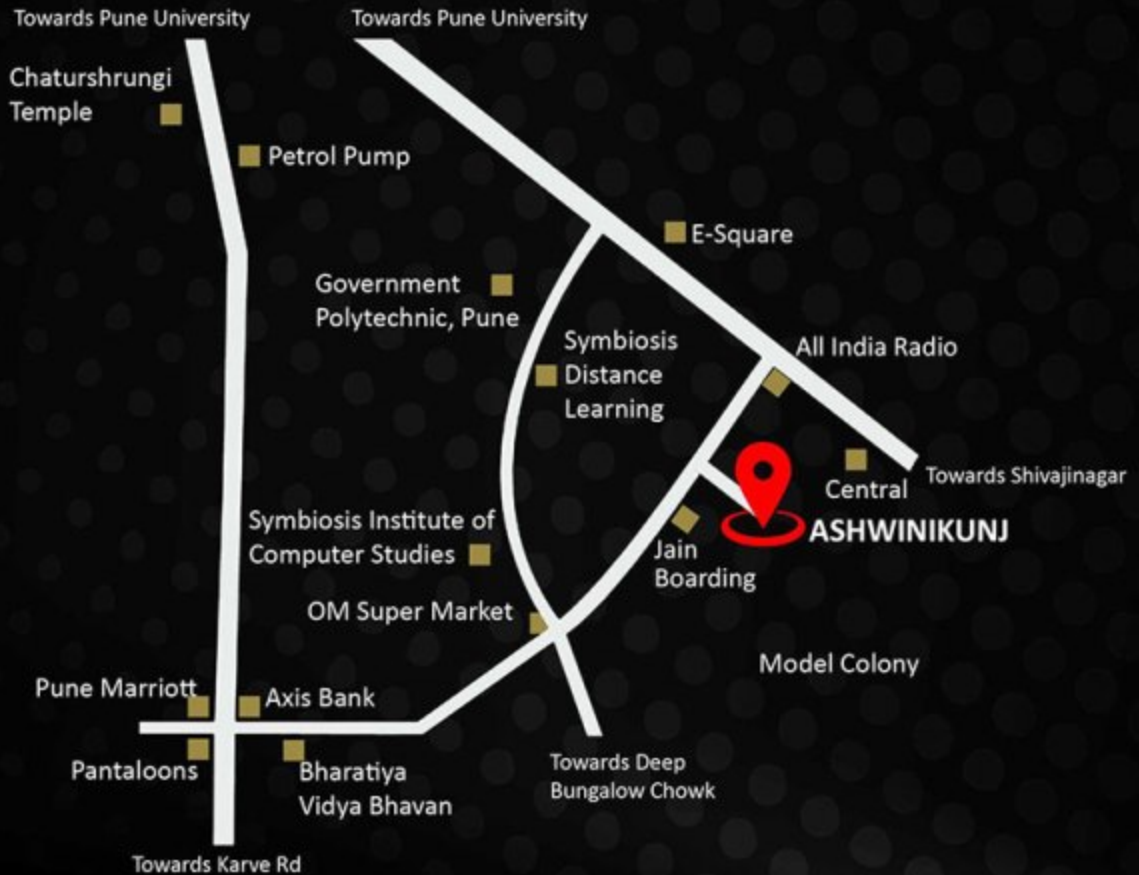 Towards Pune University
Towards Pune University
Chaturshrungi
Temple
Petrol Pump
E-Square
Government
Polytechnic, Pune
Symbiosis
Distance
Learning
All India Radio
Towards Shivajinagar
Central
ASHWINIKUNJ
Symbiosis Institute of
Computer Studies
Jain
Boarding
OM Super Market
Model Colony
Pune Marriott
Axis Bank
Pantaloons
Bharatiya
Vidya Bhavan
Towards Deep
Bungalow Chowk
Towards Karve Rd